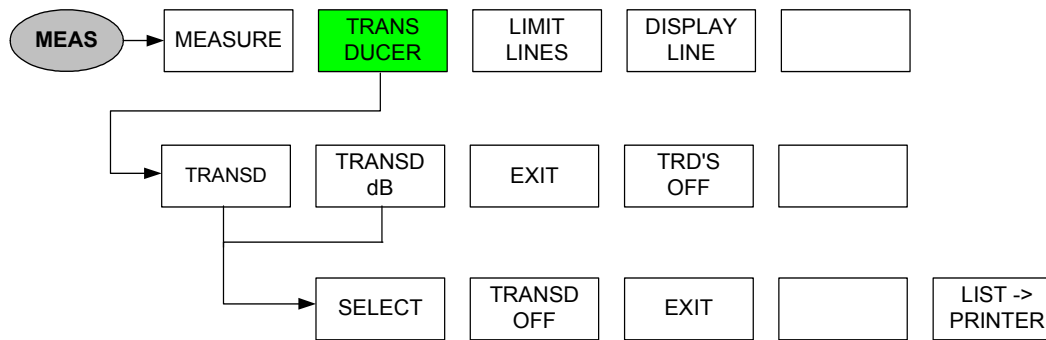 MEAS
MEASURE
TRANS
DUCER
LIMIT
LINES
DISPLAY
LINE
TRANSD
TRANSD
dB
EXIT
TRD'S
OFF
SELECT
TRANSD
OFF
EXIT
LIST ->
PRINTER